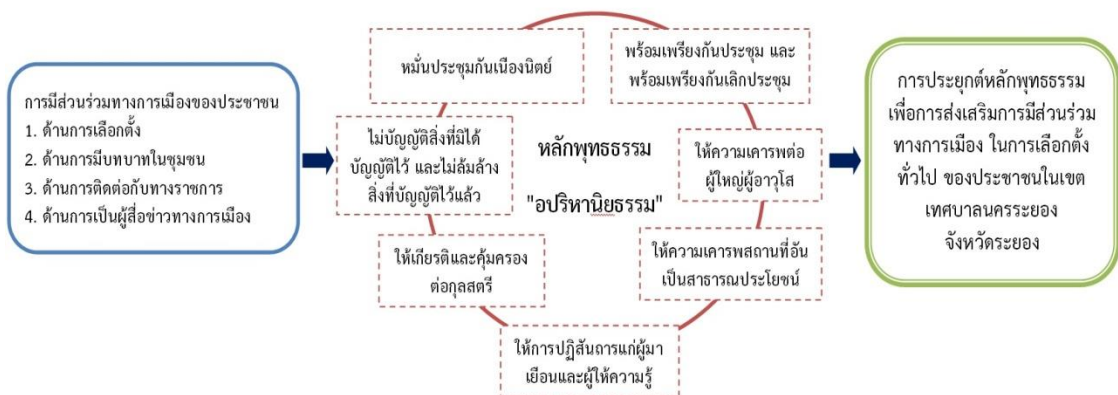 การมีส่วนร่วมทางการเมืองของประชาชน
1. ด้านการเลือกตั้ง
2. ด้านการมีบทบาทในชุมชน
3. ด้านการติดต่อกับทางราชการ
4. ด้านการเป็นผู้สื่อข่าวทางการเมือง
หมั่นประชุมกันเนืองนิตย์
พร้อมเพรียงกันประชุม และ
พร้อมเพรียงกันเลิกประชุม
ไม่บัญญัติสิ่งที่มิได้
บัญญัติไว้ และไม่ล้มล้าง
สิ่งที่บัญญัติไว้แล้ว
หลักพุทธธรรม
"อปริหานิยธรรม"
ให้ความเคารพต่อ
ผู้ใหญ่ผู้อาวุโส
ให้เกียรติและคุ้มครอง
ต่อกุลสตรี
ให้ความเคารพสถานที่อัน
เป็นสาธารณประโยชน์
ให้การปฏิสันถารแก่ผู้มา
เยือนและผู้ให้ความรู้
การประยุกต์หลักพุทธธรรม
เพื่อการส่งเสริมการมีส่วนร่วม
ทางการเมือง ในการเลือกตั้ง
ทั่วไป ของประชาชนในเขต
เทศบาลนครระยอง
จังหวัดระยอง